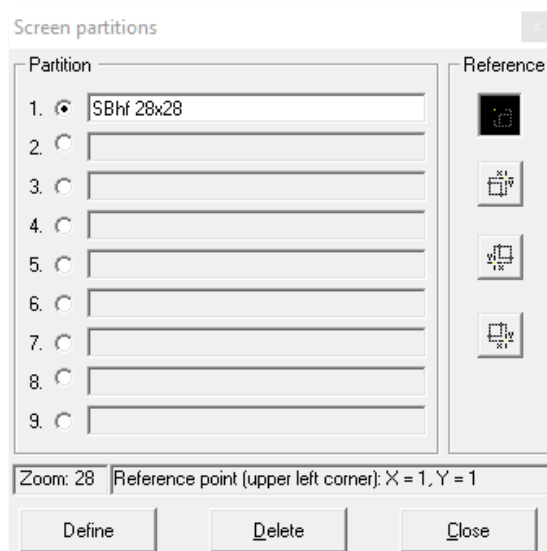 Screen partitions
Partition
Reference
1. SBhf 28x28
2.
3.
4.
5.
6.
7.
8.
9.
Zoom: 28 Reference point (upper left corner): X = 1, Y = 1
Define Delete Close